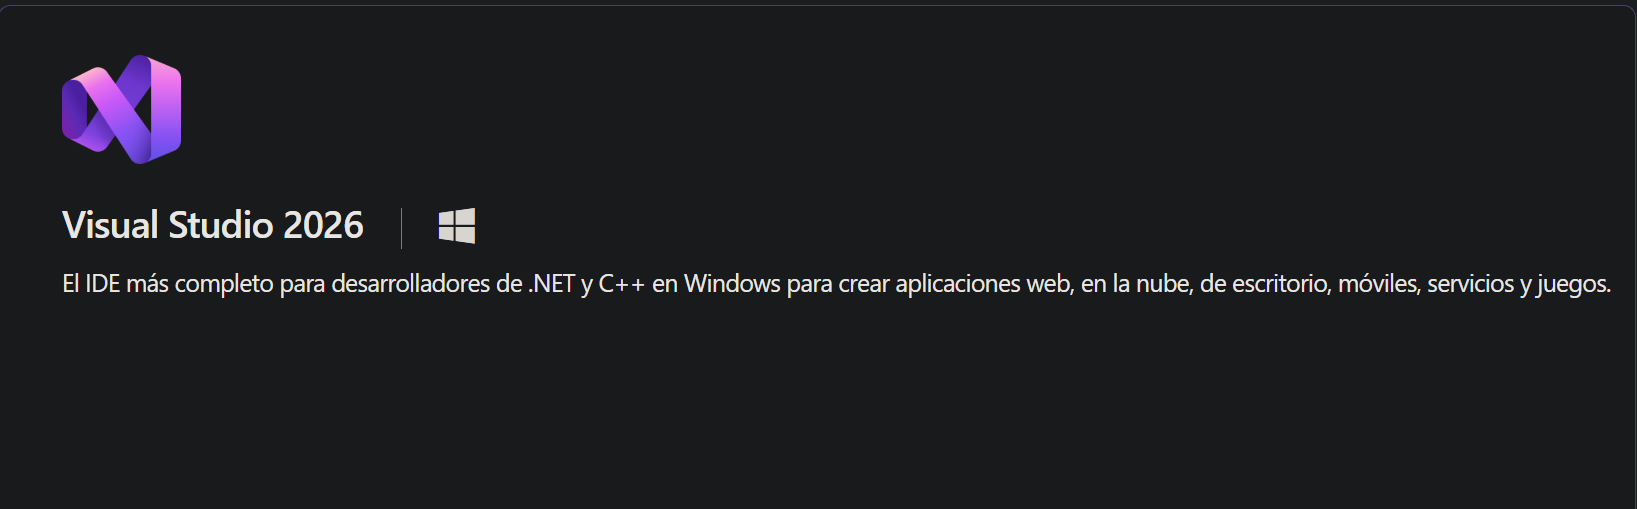 Visual Studio 2026
El IDE más completo para desarrolladores de .NET y C++ en Windows para crear aplicaciones web, en la nube, de escritorio, móviles, servicios y juegos.